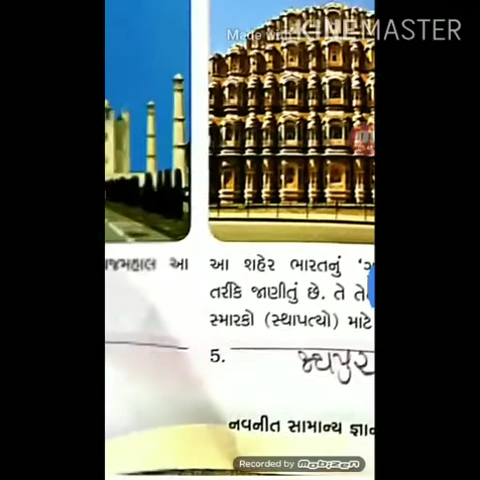 Made with KINEMASTER
જમહાલ આ
આ શહેર ભારતનું
તરીકે જાણીતું છે. તે
સ્મારકો (સ્થાપત્યો) માટે
5. જયપુર
નવનીત સામાન્ય
Recorded by mobizen